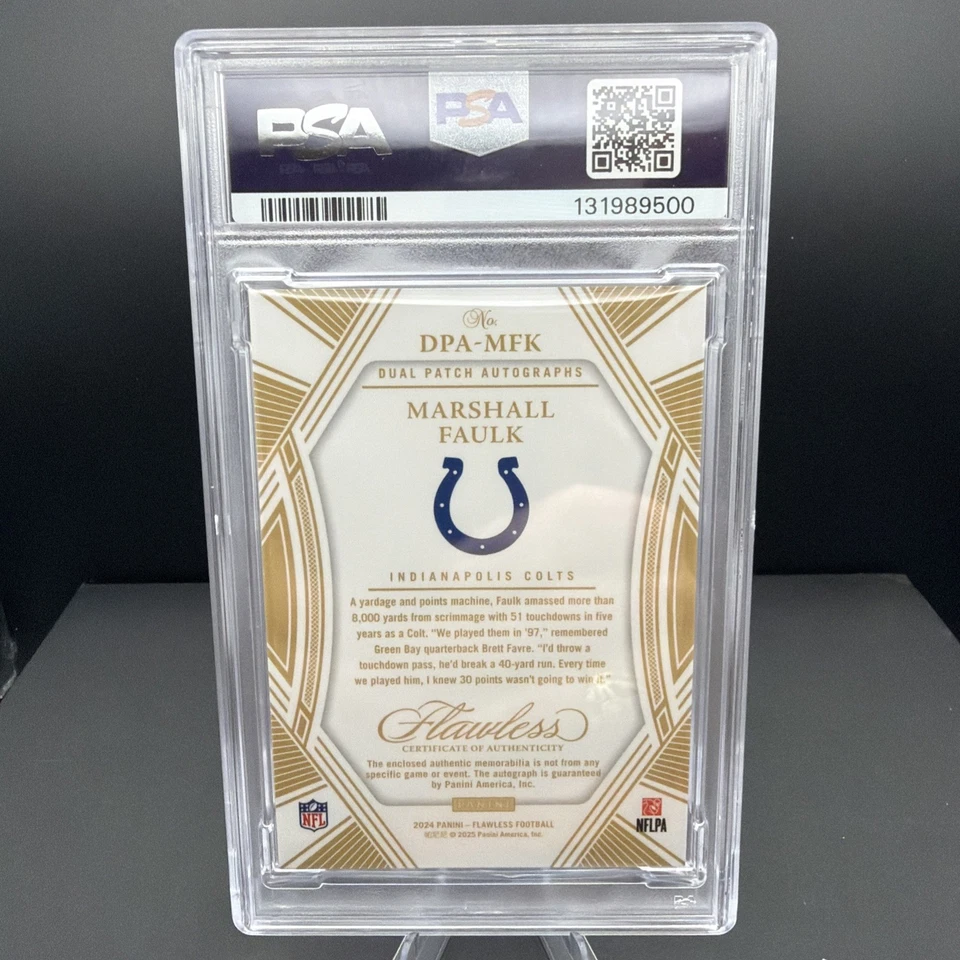 PSA
PSA
131989500
No.
DPA-MFK
DUAL PATCH AUTOGRAPHS
MARSHALL
FAULK
INDIANAPOLIS COLTS
A yardage and points machine, Faulk amassed more than
8,000 yards from scrimmage with 51 touchdowns in five
years as a Colt. “We played them in '97,” remembered
Green Bay quarterback Brett Favre. “I'd throw a
touchdown pass, he'd break a 40-yard run. Every time
we played him, I knew 30 points wasn't going to win it.”
Flawless
CERTIFICATE OF AUTHENTICITY
The enclosed authentic memorabilia is not from any
specific game or event. The autograph is guaranteed
by Panini America, Inc.
PANINI
NFL
NFLPA
2024 PANINI – FLAWLESS FOOTBALL
© 2025 Panini America, Inc.
PSA